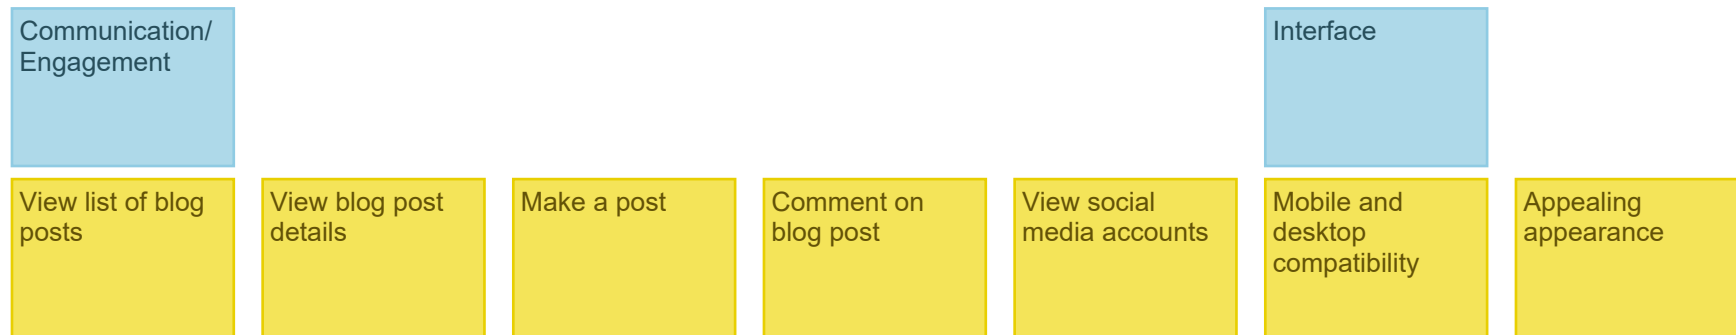 Communication/
Engagement
Interface
View list of blog
posts
View blog post
details
Make a post
Comment on
blog post
View social
media accounts
Mobile and
desktop
compatibility
Appealing
appearance